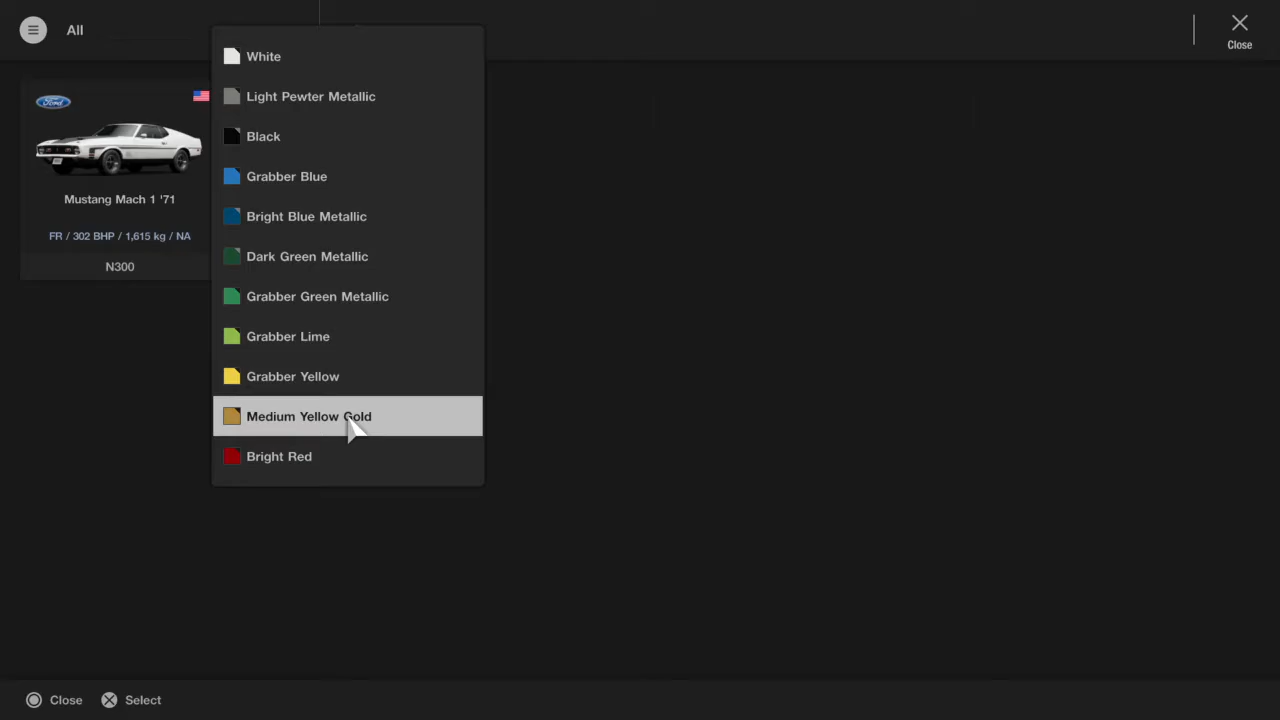 All
Close
Ford
Mustang Mach 1 '71
FR / 302 BHP / 1,615 kg / NA
N300
White
Light Pewter Metallic
Black
Grabber Blue
Bright Blue Metallic
Dark Green Metallic
Grabber Green Metallic
Grabber Lime
Grabber Yellow
Medium Yellow Gold
Bright Red
Close Select